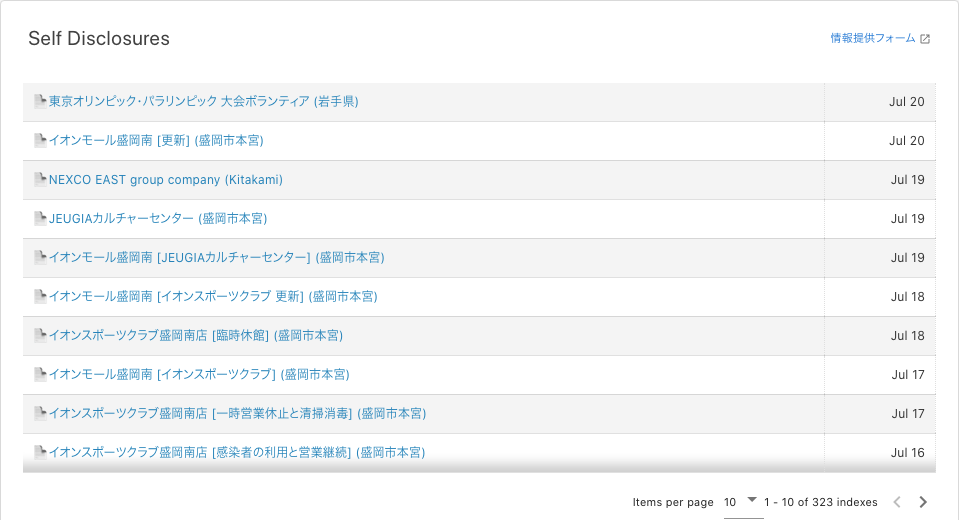 Self Disclosures
情報提供フォーム
東京オリンピック・パラリンピック 大会ボランティア (岩手県)
Jul 20
イオンモール盛岡南 [更新] (盛岡市本宮)
Jul 20
NEXCO EAST group company (Kitakami)
Jul 19
JEUGIAカルチャーセンター (盛岡市本宮)
Jul 19
イオンモール盛岡南 [JEUGIAカルチャーセンター] (盛岡市本宮)
Jul 19
イオンモール盛岡南 [イオンスポーツクラブ 更新] (盛岡市本宮)
Jul 18
イオンスポーツクラブ盛岡南店 [臨時休館] (盛岡市本宮)
Jul 18
イオンモール盛岡南 [イオンスポーツクラブ] (盛岡市本宮)
Jul 17
イオンスポーツクラブ盛岡南店 [一時営業休止と清掃消毒] (盛岡市本宮)
Jul 17
イオンスポーツクラブ盛岡南店 [感染者の利用と営業継続] (盛岡市本宮)
Jul 16
Items per page 10 1 - 10 of 323 indexes